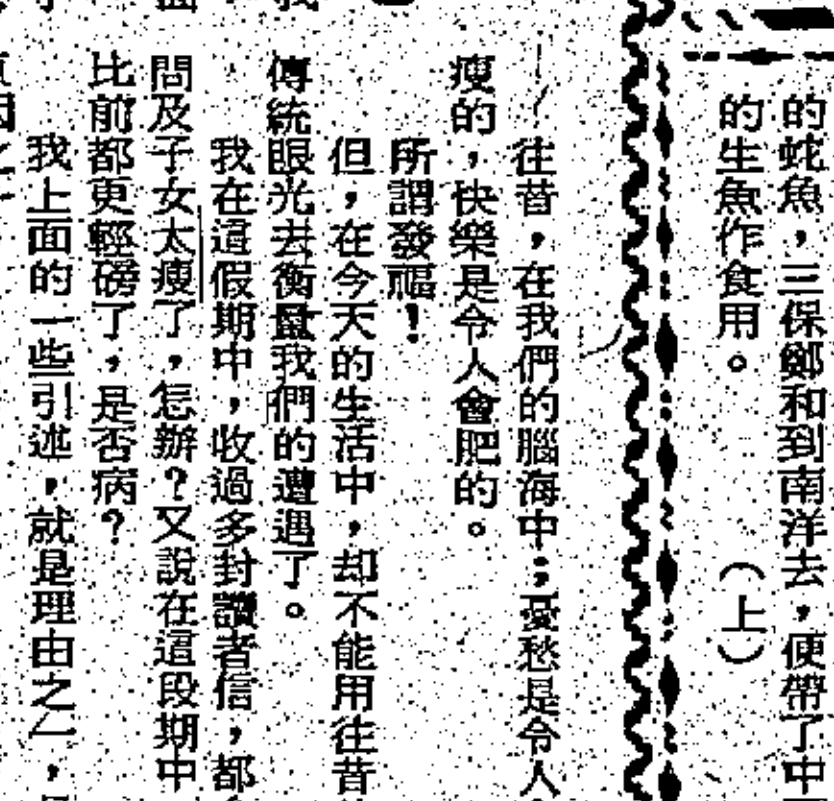 的蛇魚，三保鄭和到南洋去，便帶了中
的生魚作食用。　　　（上）
往昔，在我們的腦海中；憂愁是令人
瘦的，快樂是令人會肥的。
所謂發福！
但，在今天的生活中，却不能用往昔
傳統眼光去衡量我們的遭遇了。
我在這假期中，收過多封讀者信，都
問及子女太瘦了，怎辦？又說在這段期中
比前都更輕磅了，是否病？
我上面的一些引述，就是理由之一，